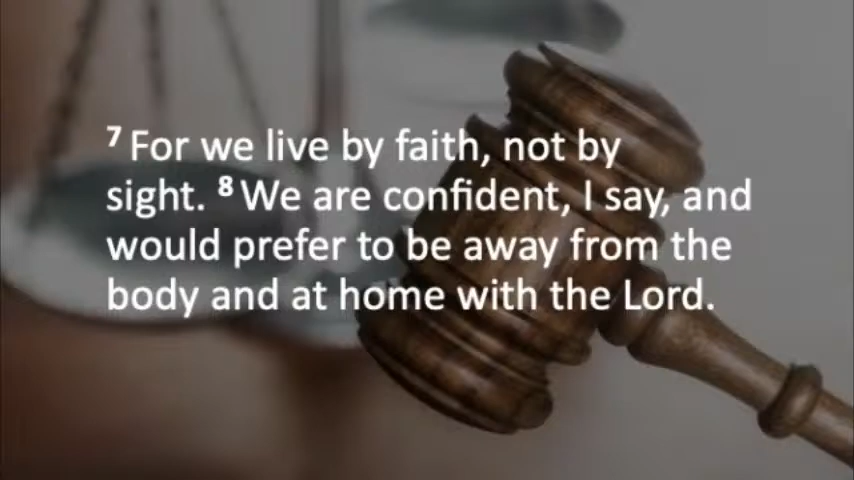 ⁷ For we live by faith, not by
sight. ⁸ We are confident, I say, and
would prefer to be away from the
body and at home with the Lord.